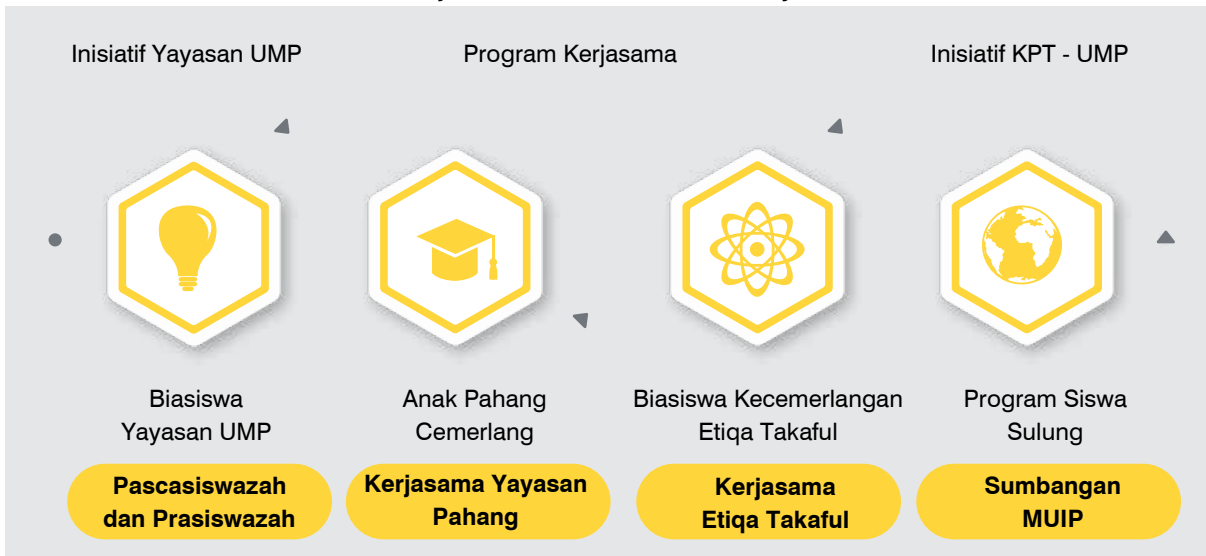 Inisiatif Yayasan UMP
Program Kerjasama
Inisiatif KPT - UMP
Biasiswa
Yayasan UMP
Pascasiswazah
dan Prasiswazah
Anak Pahang
Cemerlang
Kerjasama Yayasan
Pahang
Biasiswa Kecemerlangan
Etiqa Takaful
Kerjasama
Etiqa Takaful
Program Siswa
Sulung
Sumbangan
MUIP